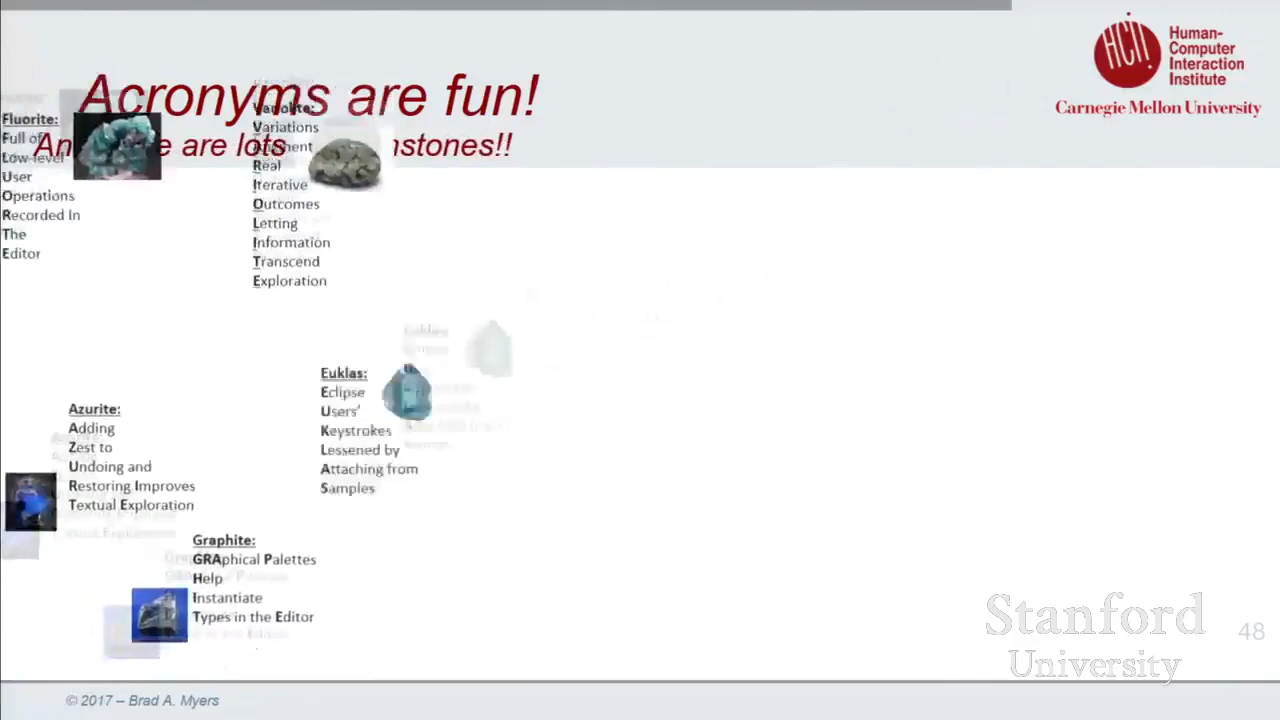 Human-
Computer
Interaction
Institute
Carnegie Mellon University
Acronyms are fun!
An e are lots nstones!!
Fluorite:
Full of
Low-level
User
Operations
Recorded In
The
Editor
Variolite:
Variations
Real
Iterative
Outcomes
Letting
Information
Transcend
Exploration
Euklas:
Eclipse
Users'
Keystrokes
Lessened by
Attaching from
Samples
Azurite:
Adding
Zest to
Undoing and
Restoring Improves
Textual Exploration
Graphite:
GRAphical Palettes
Help
Instantiate
Types in the Editor
Stanford
University
48
© 2017 – Brad A. Myers